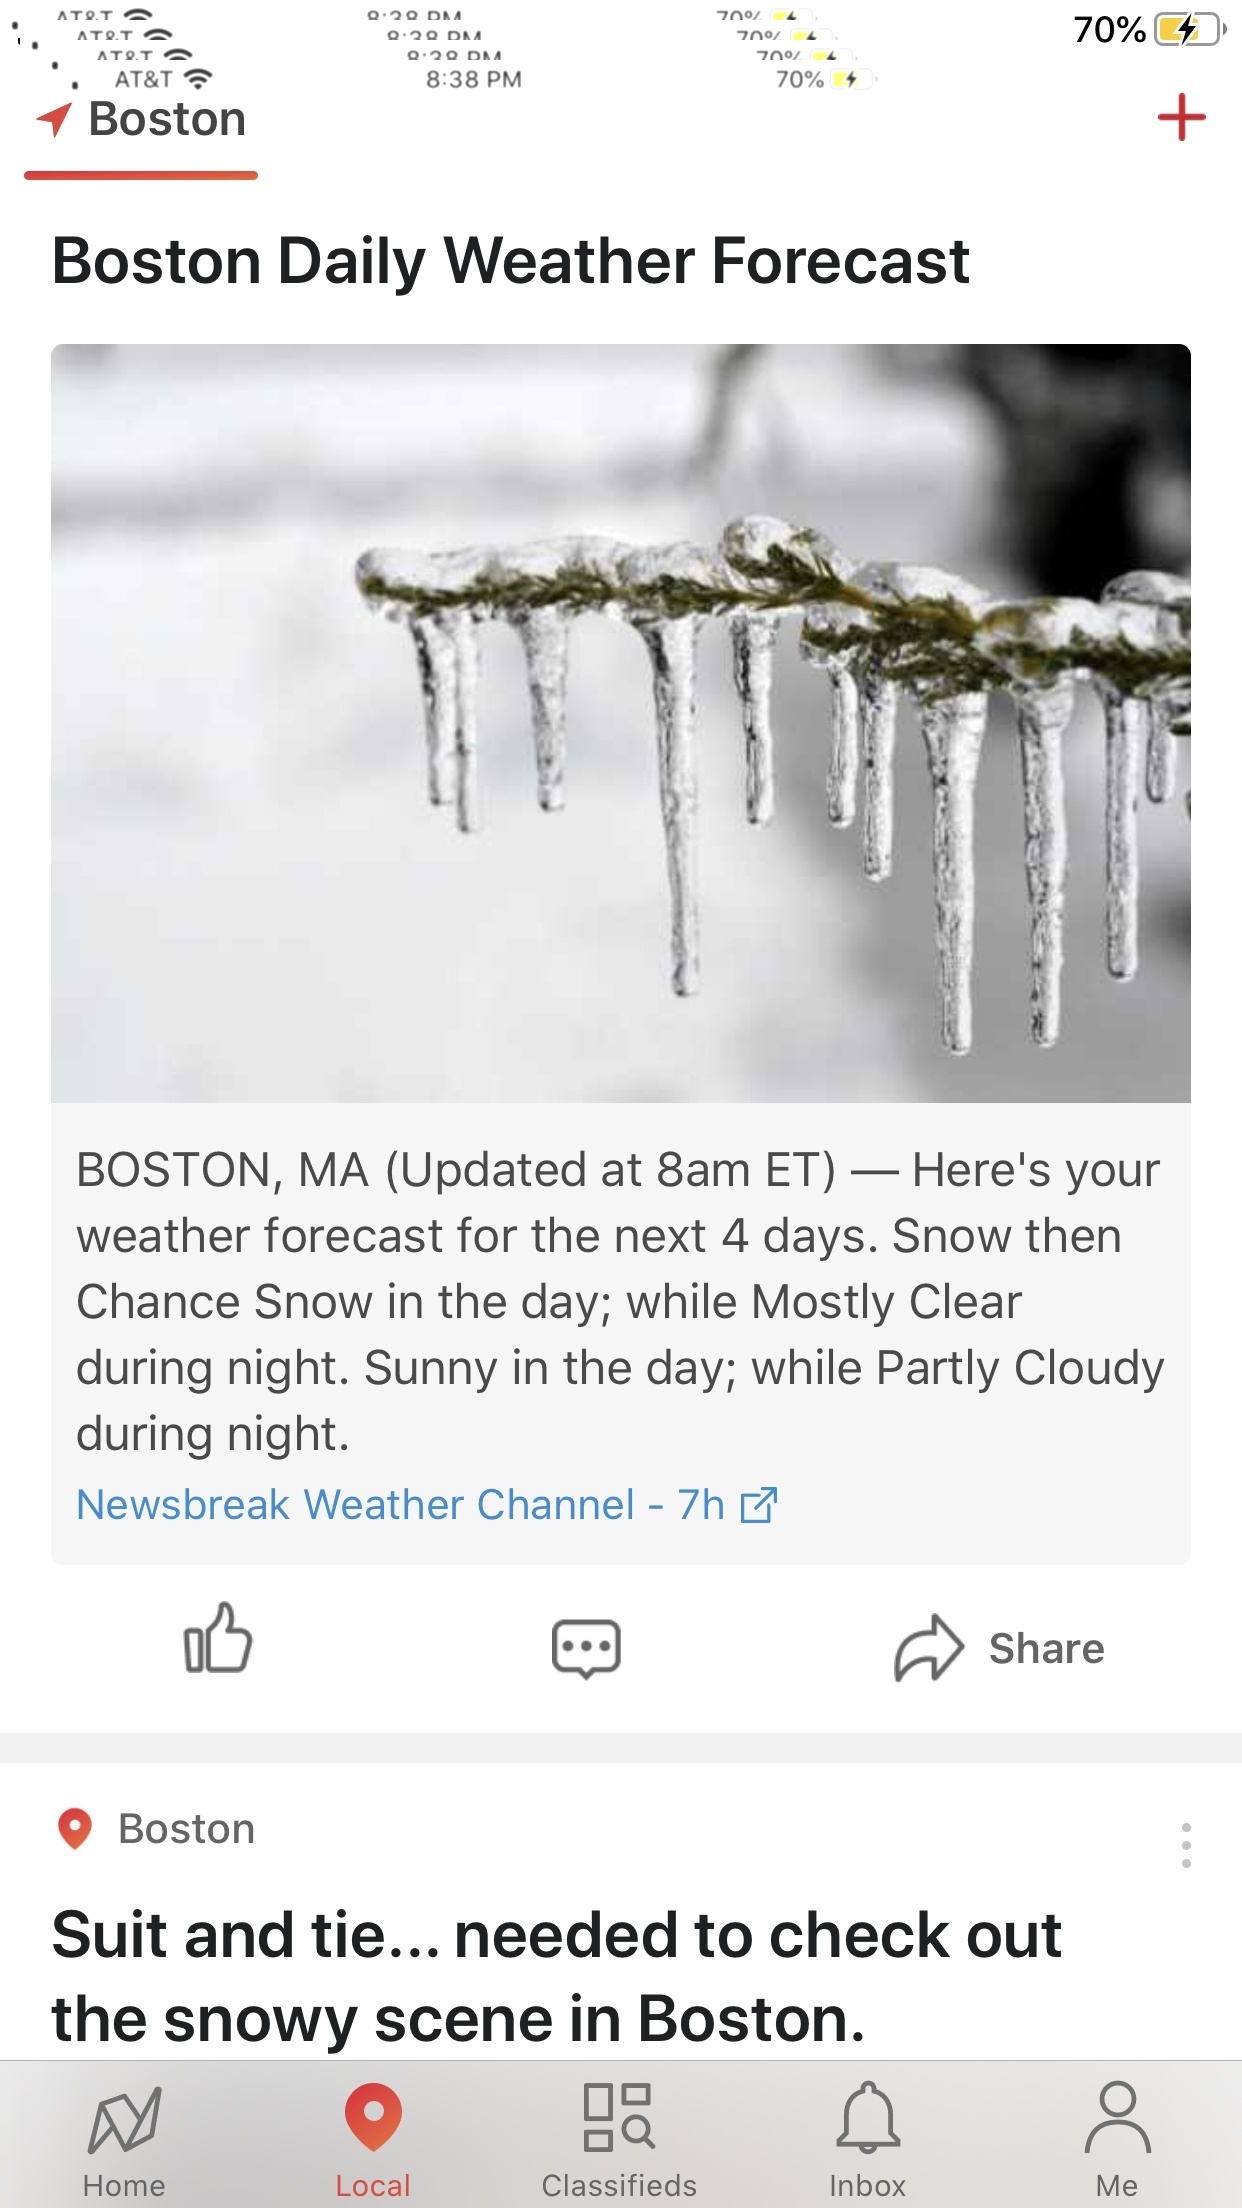 AT&T 8:38 PM 70%
AT&T 8:38 PM 70%
AT&T 8:38 PM 70%
AT&T 8:38 PM 70%
70%
Boston
Boston Daily Weather Forecast
BOSTON, MA (Updated at 8am ET) — Here's your
weather forecast for the next 4 days. Snow then
Chance Snow in the day; while Mostly Clear
during night. Sunny in the day; while Partly Cloudy
during night.
Newsbreak Weather Channel - 7h
Share
Boston
Suit and tie... needed to check out
the snowy scene in Boston.
Home Local Classifieds Inbox Me